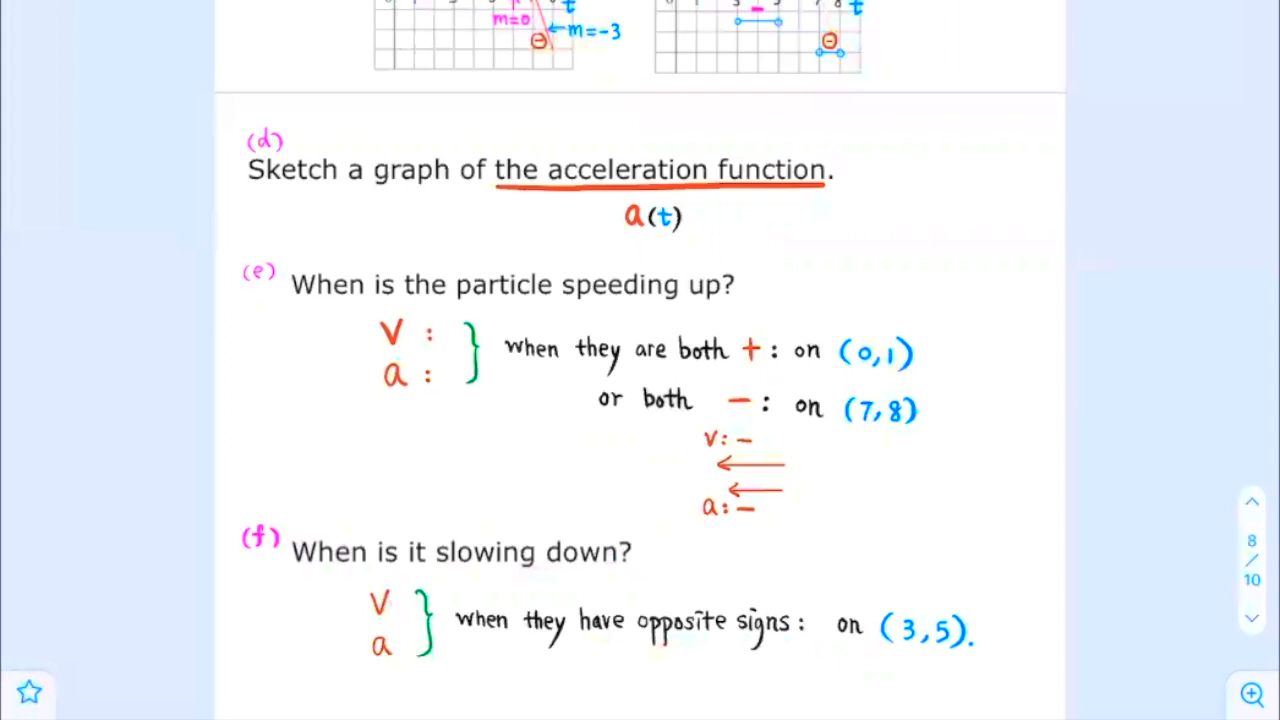 m=0 t
m=-3
t
(d)
Sketch a graph of the acceleration function.
a(t)
(e)
When is the particle speeding up?
v :
a :
when they are both + : on (0,1)
or both - : on (7,8)
v: -
a: -
(f)
When is it slowing down?
v
a
when they have opposite signs: on (3,5).
8
/
10